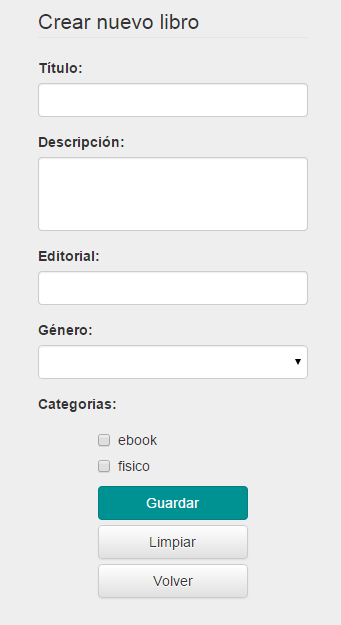 Crear nuevo libro
Título:
Descripción:
Editorial:
Género:
Categorias:
ebook
fisico
Guardar
Limpiar
Volver